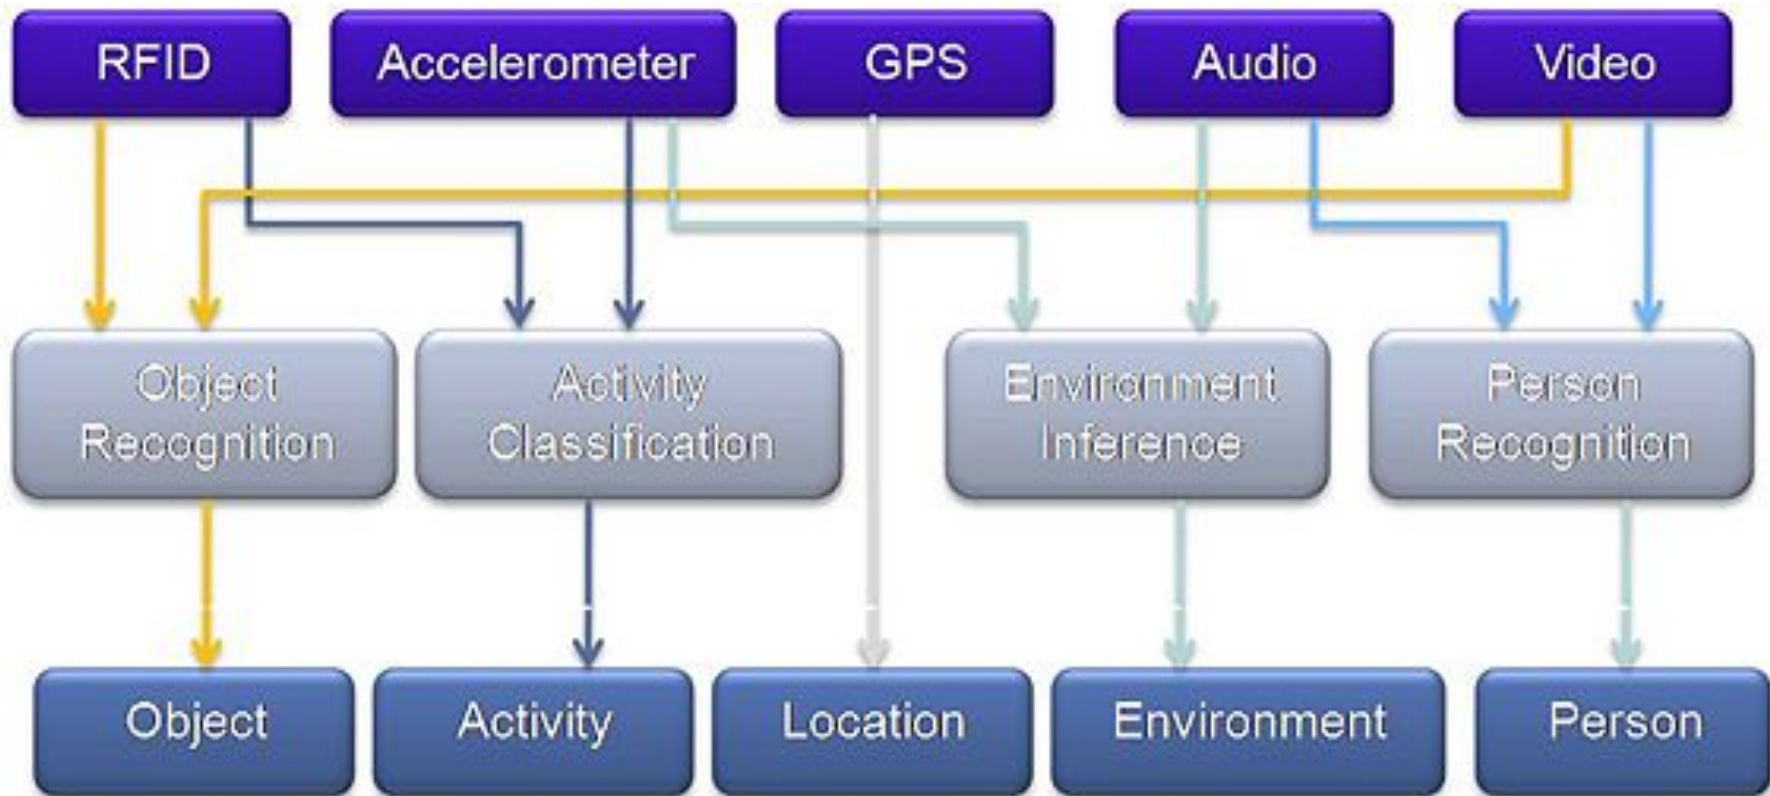 RFID
Accelerometer
GPS
Audio
Video
Object
Recognition
Activity
Classification
Environment
Inference
Person
Recognition
Object
Activity
Location
Environment
Person